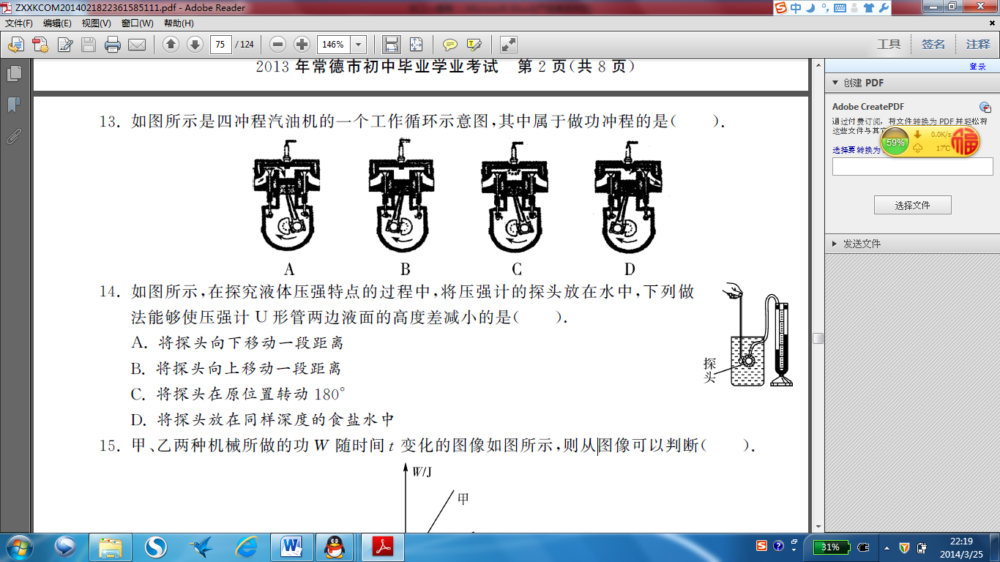 ZXXKCOM2014021822361585111.pdf - Adobe Reader
文件(F) 编辑(E) 视图(V) 窗口(W) 帮助(H)
75 / 124 146% 工具 签名 注释
登录
创建 PDF
Adobe CreatePDF
通过付费订阅，将文件转换为 PDF 并轻松将
这些文件与其
选择要转换为
59% 0.0K/s 17℃ 福
选择文件
发送文件
2013 年常德市初中毕业学业考试 第 2 页(共 8 页)
13. 如图所示是四冲程汽油机的一个工作循环示意图,其中属于做功冲程的是( ).
A B C D
14. 如图所示,在探究液体压强特点的过程中,将压强计的探头放在水中,下列做
法能够使压强计 U 形管两边液面的高度差减小的是( ).
A. 将探头向下移动一段距离
B. 将探头向上移动一段距离
C. 将探头在原位置转动 180°
D. 将探头放在同样深度的食盐水中
探头
15. 甲、乙两种机械所做的功 W 随时间 t 变化的图像如图所示,则从图像可以判断( ).
W/J
甲
中
31%
22:19
2014/3/25